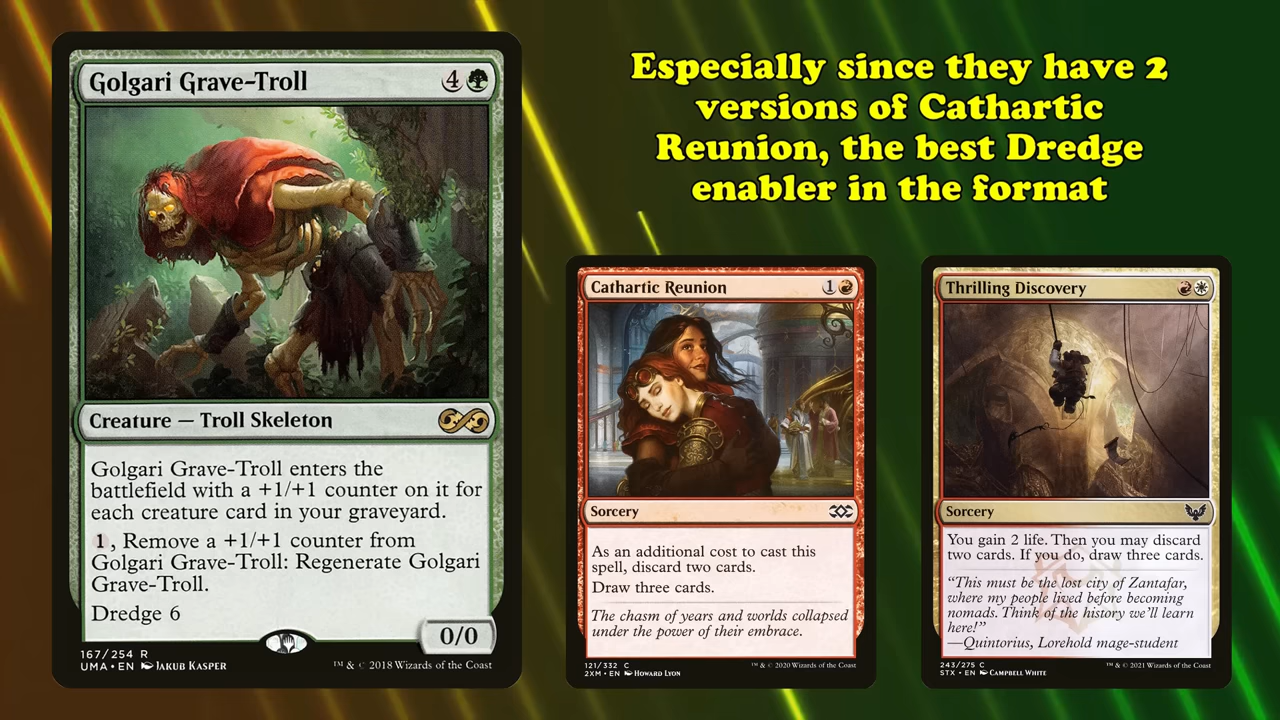 Golgari Grave-Troll 4
Creature — Troll Skeleton
Golgari Grave-Troll enters the
battlefield with a +1/+1 counter on it for
each creature card in your graveyard.
1, Remove a +1/+1 counter from
Golgari Grave-Troll: Regenerate Golgari
Grave-Troll.
Dredge 6
0/0
167/254 R
UMA • EN JAKUB KASPER
™ & © 2018 Wizards of the Coast
Especially since they have 2
versions of Cathartic
Reunion, the best Dredge
enabler in the format
Cathartic Reunion 1
Sorcery
As an additional cost to cast this
spell, discard two cards.
Draw three cards.
The chasm of years and worlds collapsed
under the power of their embrace.
121/332 C
2XM • EN HOWARD LYON
™ & © 2020 Wizards of the Coast
Thrilling Discovery
Sorcery
You gain 2 life. Then you may discard
two cards. If you do, draw three cards.
“This must be the lost city of Zantafar,
where my people lived before becoming
nomads. Think of the history we’ll learn
here!”
—Quintorius, Lorehold mage-student
243/275 C
STX • EN CAMPBELL WHITE
™ & © 2021 Wizards of the Coast